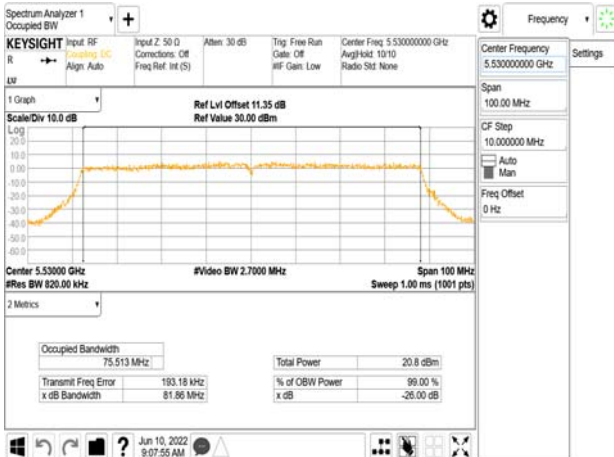 Spectrum Analyzer 1
Occupied BW
+
Frequency
KEYSIGHT Input: RF Input Z: 50 Ω Atten: 30 dB Trig: Free Run Center Freq: 5.530000000 GHz
R Coupling: DC Corrections: Off Gate: Off Avg|Hold: 10/10
Align: Auto Freq Ref: Int (S) #IF Gain: Low Radio Std: None
LXI
Center Frequency
5.530000000 GHz
Settings
Span
100.00 MHz
CF Step
10.000000 MHz
Auto
Man
Freq Offset
0 Hz
1 Graph
Ref Lvl Offset 11.35 dB
Scale/Div 10.0 dB Ref Value 30.00 dBm
Log
20.0
10.0
0.00
-10.0
-20.0
-30.0
-40.0
-50.0
-60.0
Center 5.53000 GHz #Video BW 2.7000 MHz Span 100 MHz
#Res BW 820.00 kHz Sweep 1.00 ms (1001 pts)
2 Metrics
Occupied Bandwidth
75.513 MHz Total Power 20.8 dBm
Transmit Freq Error 193.18 kHz % of OBW Power 99.00 %
x dB Bandwidth 81.86 MHz x dB -26.00 dB
?
Jun 10, 2022
9:07:55 AM